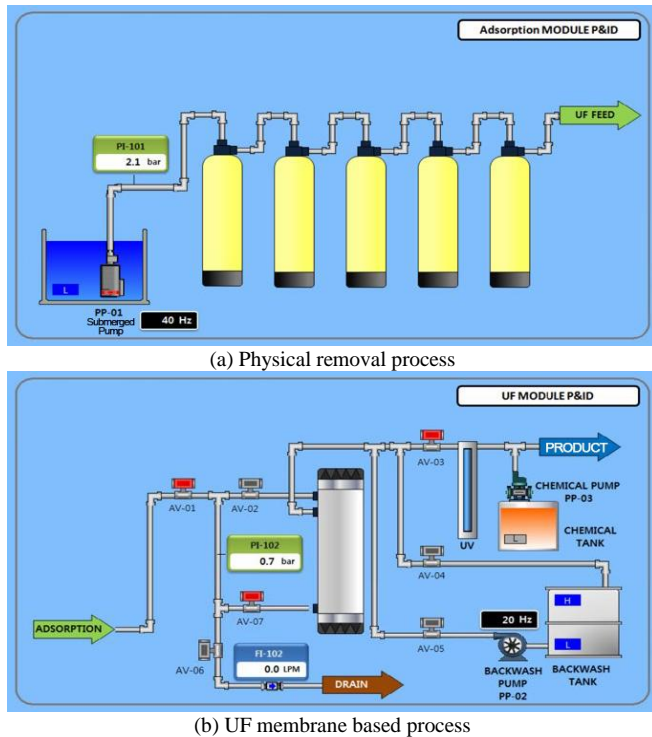 Adsorption MODULE P&ID
UF FEED
PI-101
2.1 bar
L
PP-01
Submerged
Pump
40 Hz
(a) Physical removal process
UF MODULE P&ID
PRODUCT
AV-03
AV-01
AV-02
CHEMICAL PUMP
PP-03
L
CHEMICAL
TANK
UV
PI-102
0.7 bar
AV-04
H
ADSORPTION
AV-07
20 Hz
L
AV-06
FI-102
0.0 LPM
AV-05
DRAIN
BACKWASH
PUMP
PP-02
BACKWASH
TANK
(b) UF membrane based process